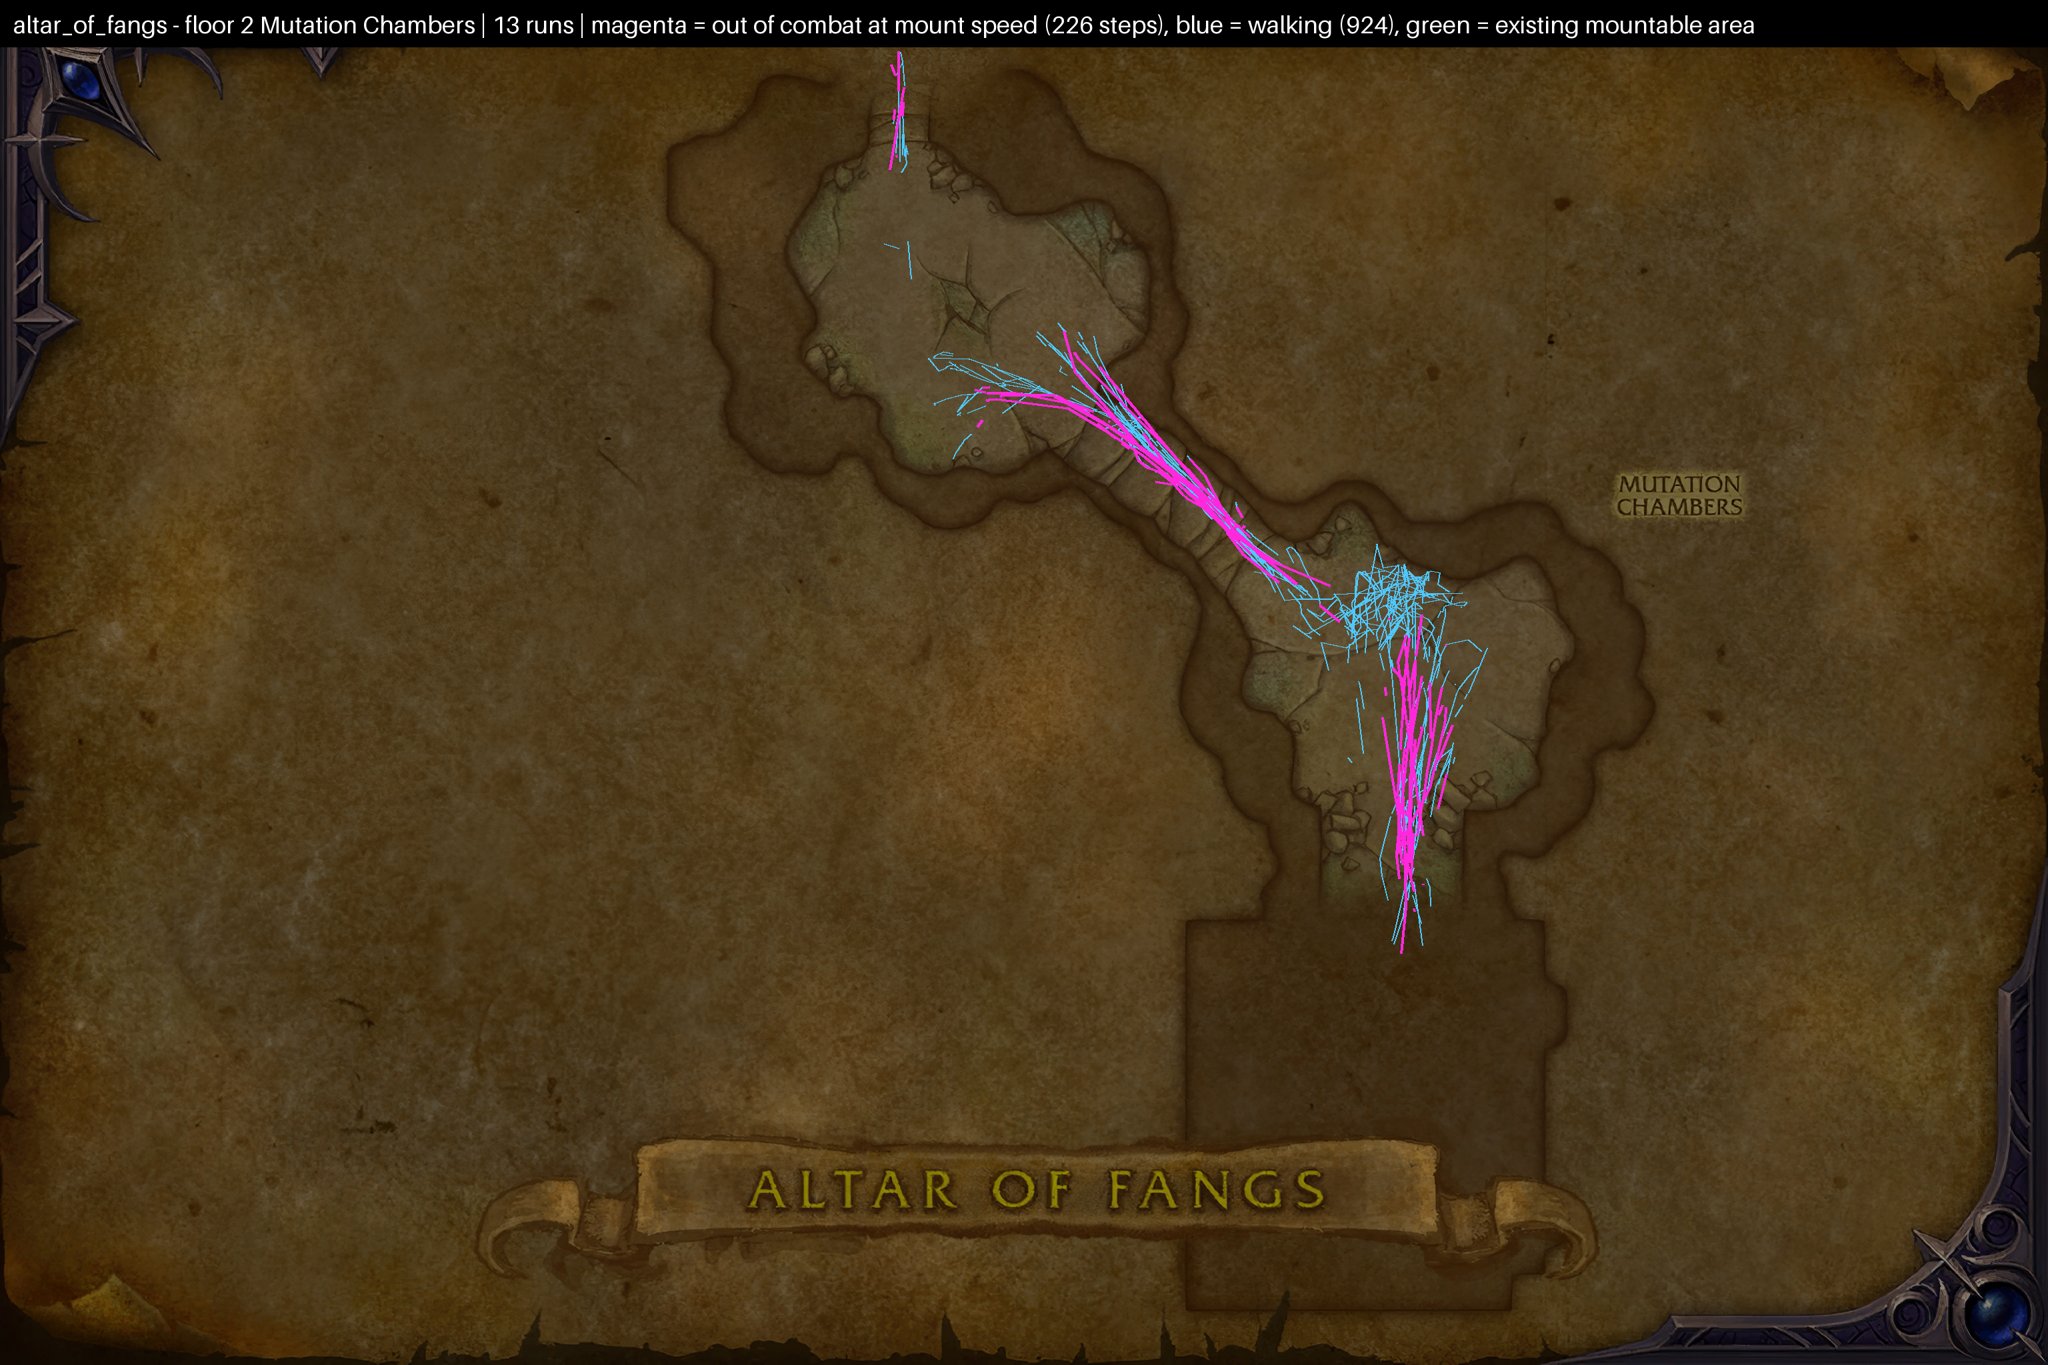 altar_of_fangs - floor 2 Mutation Chambers | 13 runs | magenta = out of combat at mount speed (226 steps), blue = walking (924), green = existing mountable area
MUTATION
CHAMBERS
ALTAR OF FANGS